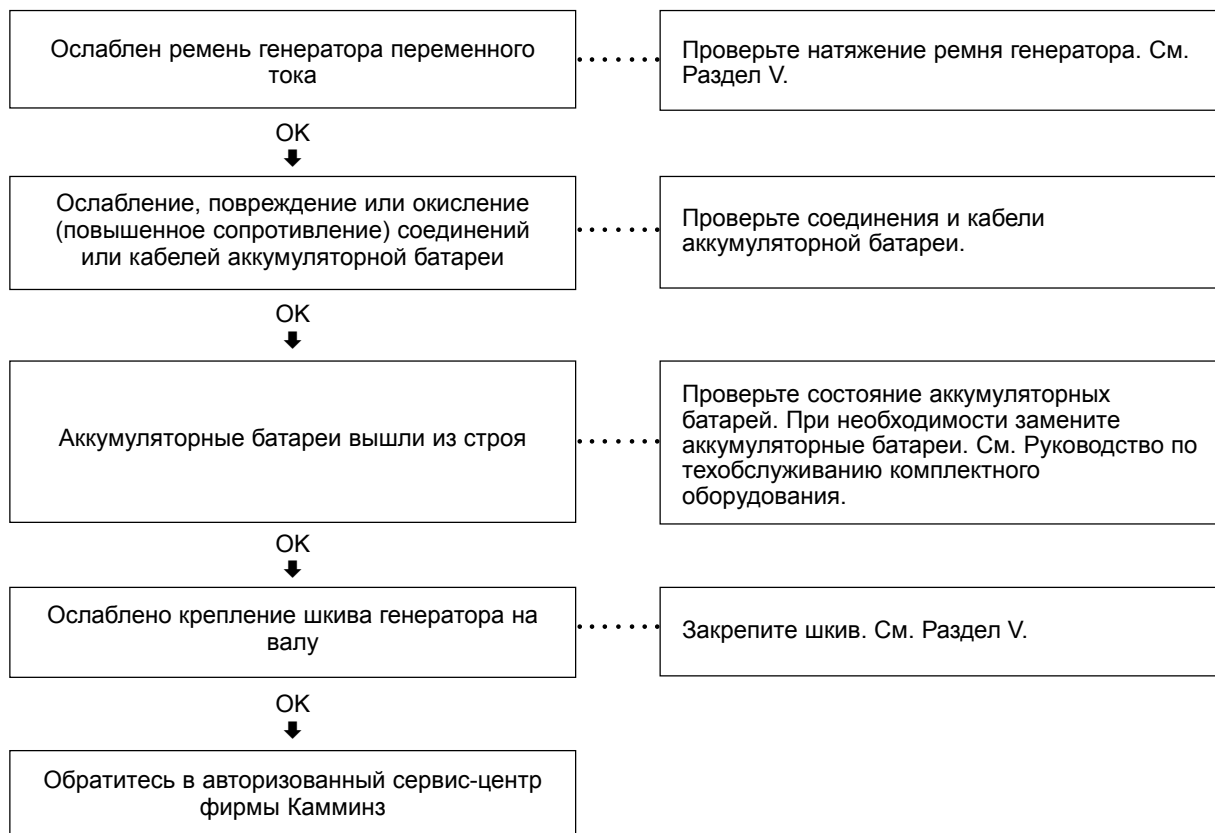 Ослаблен ремень генератора переменного
тока
Проверьте натяжение ремня генератора. См.
Раздел V.
OK
Ослабление, повреждение или окисление
(повышенное сопротивление) соединений
или кабелей аккумуляторной батареи
Проверьте соединения и кабели
аккумуляторной батареи.
OK
Аккумуляторные батареи вышли из строя
Проверьте состояние аккумуляторных
батарей. При необходимости замените
аккумуляторные батареи. См. Руководство по
техобслуживанию комплектного
оборудования.
OK
Ослаблено крепление шкива генератора на
валу
Закрепите шкив. См. Раздел V.
OK
Обратитесь в авторизованный сервис-центр
фирмы Камминз